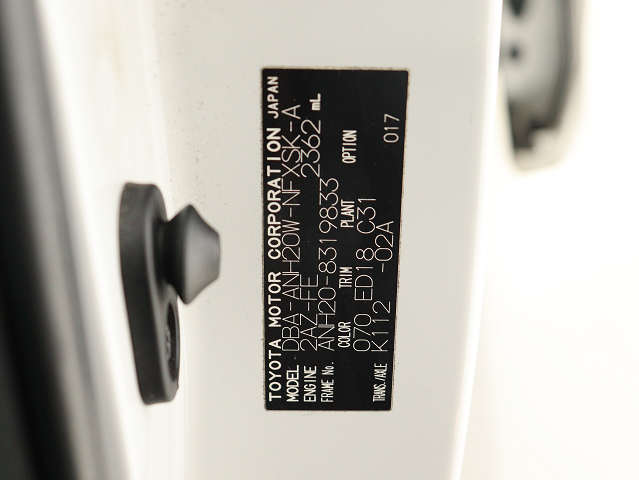 TOYOTA MOTOR CORPORATION JAPAN
MODEL DBA-ANH20W-NFXSK-A
ENGINE 2AZ-FE 2362 mL
FRAME No. ANH20-8319833
COLOR TRIM PLANT OPTION
070 ED18 C31 017
TRANS./AXLE K112 -02A